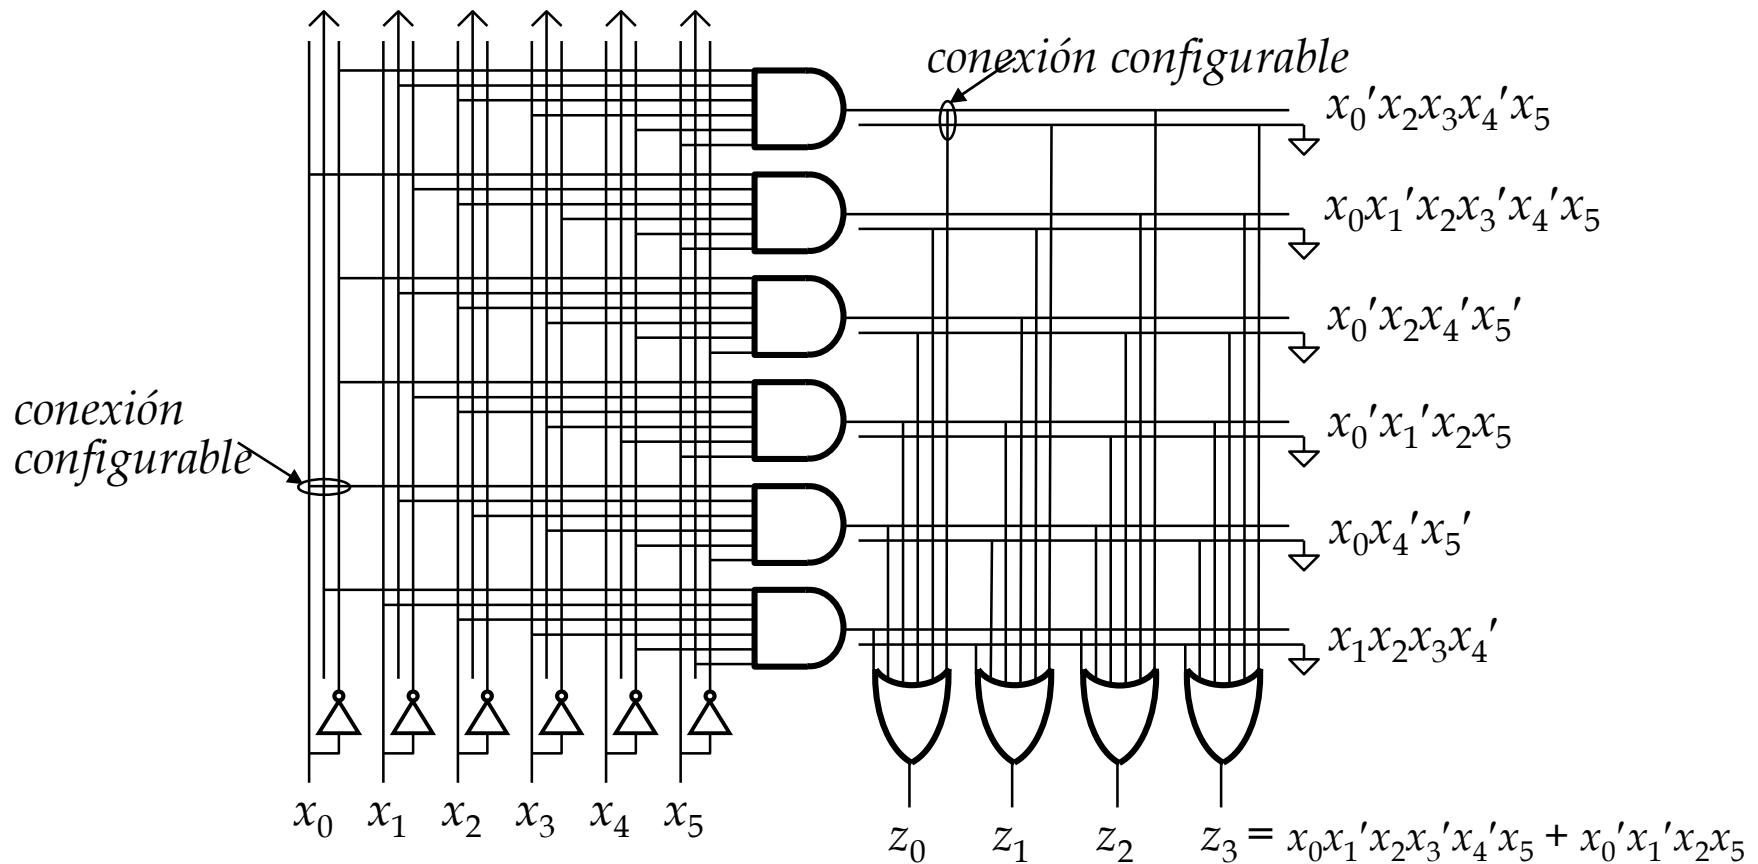 conexión configurable
x₀′x₂x₃x₄′x₅
x₀x₁′x₂x₃′x₄′x₅
x₀′x₂x₄′x₅′
conexión
configurable
x₀′x₁′x₂x₅
x₀x₄′x₅′
x₁x₂x₃x₄′
x₀ x₁ x₂ x₃ x₄ x₅
z₀ z₁ z₂ z₃ = x₀x₁′x₂x₃′x₄′x₅ + x₀′x₁′x₂x₅